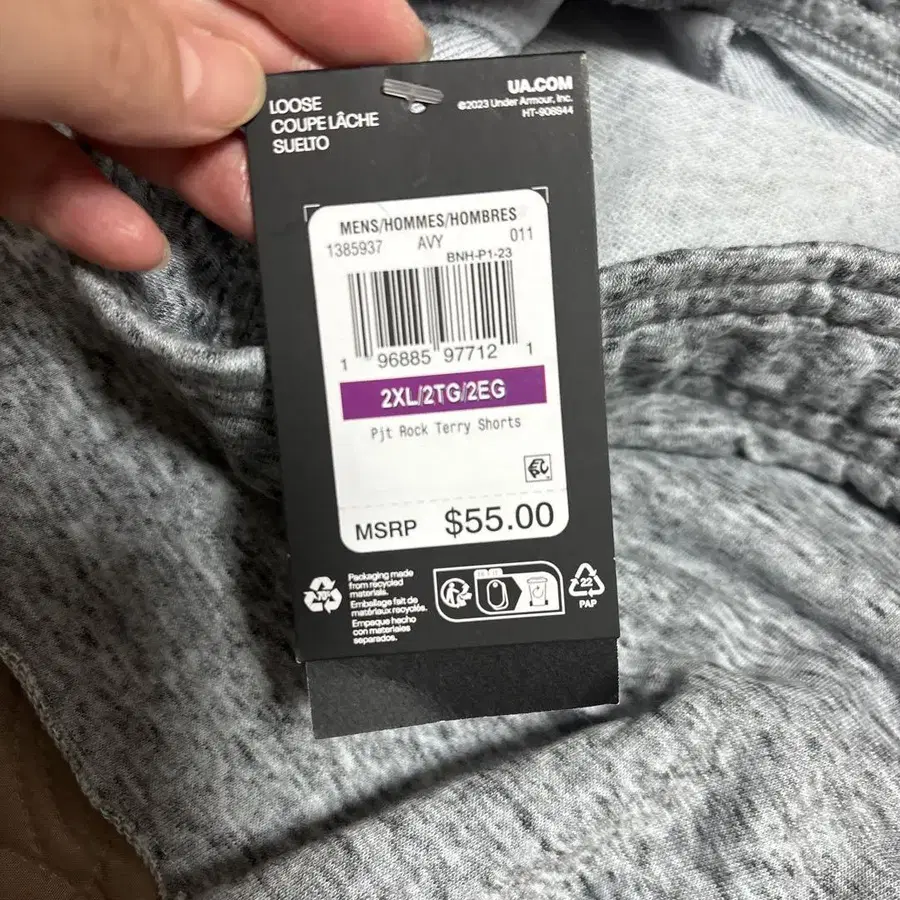 LOOSE
COUPE LÂCHE
SUELTO
UA.COM
©2023 Under Armour, Inc.
HT-906944
MENS/HOMMES/HOMBRES
1385937 AVY 011
BNH-P1-23
1 96885 97712 1
2XL/2TG/2EG
Pjt Rock Terry Shorts
MSRP $55.00
Packaging made
from recycled
materials.
Emballage fait de
matériaux recyclés.
Empaque hecho
con materiales
separados.
22
PAP